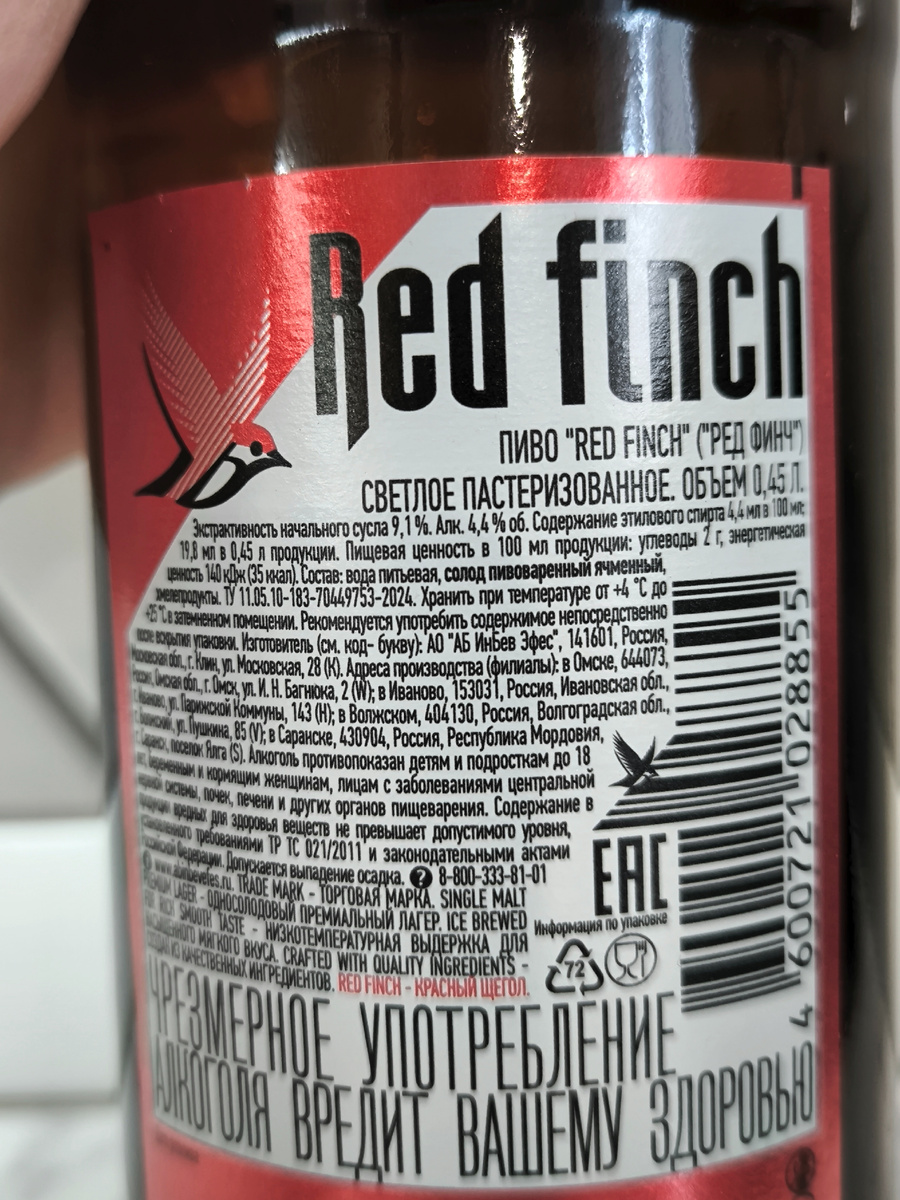 Red finch
ПИВО "RED FINCH" ("РЕД ФИНЧ")
СВЕТЛОЕ ПАСТЕРИЗОВАННОЕ. ОБЪЕМ 0,45 Л.
Экстрактивность начального сусла 9,1%. Алк. 4,4% об. Содержание этилового спирта 4,4 мл в 100 мл;
19,8 мл в 0,45 л продукции. Пищевая ценность в 100 мл продукции: углеводы 2 г, энергетическая
ценность 140 кДж (35 ккал). Состав: вода питьевая, солод пивоваренный ячменный,
хмелепродукты. ТУ 11.05.10-183-70449753-2024. Хранить при температуре от +4 °С до
+25 °С в затемненном помещении. Рекомендуется употребить содержимое непосредственно
после вскрытия упаковки. Изготовитель (см. код- букву): АО "АБ ИнБев Эфес", 141601, Россия,
Московская обл., г. Клин, ул. Московская, 28 (К). Адреса производства (филиалы): в Омске, 644073,
Россия, Омская обл., г. Омск, ул. И. Н. Багнюка, 2 (W); в Иваново, 153031, Россия, Ивановская обл.,
г. Иваново, ул. Парижской Коммуны, 143 (Н); в Волжском, 404130, Россия, Волгоградская обл.,
г. Волжский, ул. Пушкина, 85 (V); в Саранске, 430904, Россия, Республика Мордовия,
г. Саранск, поселок Ялга (S). Алкоголь противопоказан детям и подросткам до 18
лет, беременным и кормящим женщинам, лицам с заболеваниями центральной
нервной системы, почек, печени и других органов пищеварения. Содержание в
продукции вредных для здоровья веществ не превышает допустимого уровня,
установленного требованиями ТР ТС 021/2011 и законодательными актами
Российской Федерации. Допускается выпадение осадка. ? 8-800-333-81-01
www.abinbevefes.ru. TRADE MARK - ТОРГОВАЯ МАРКА. SINGLE MALT
PREMIUM LAGER - ОДНОСОЛОДОВЫЙ ПРЕМИАЛЬНЫЙ ЛАГЕР. ICE BREWED
FOR RICH SMOOTH TASTE - НИЗКОТЕМПЕРАТУРНАЯ ВЫДЕРЖКА ДЛЯ
НАСЫЩЕННОГО МЯГКОГО ВКУСА. CRAFTED WITH QUALITY INGREDIENTS -
СОЗДАН ИЗ КАЧЕСТВЕННЫХ ИНГРЕДИЕНТОВ. RED FINCH - КРАСНЫЙ ЩЕГОЛ.
ЕАС
Информация по упаковке
72
4 600721 028855
ЧРЕЗМЕРНОЕ УПОТРЕБЛЕНИЕ
АЛКОГОЛЯ ВРЕДИТ ВАШЕМУ ЗДОРОВЬЮ